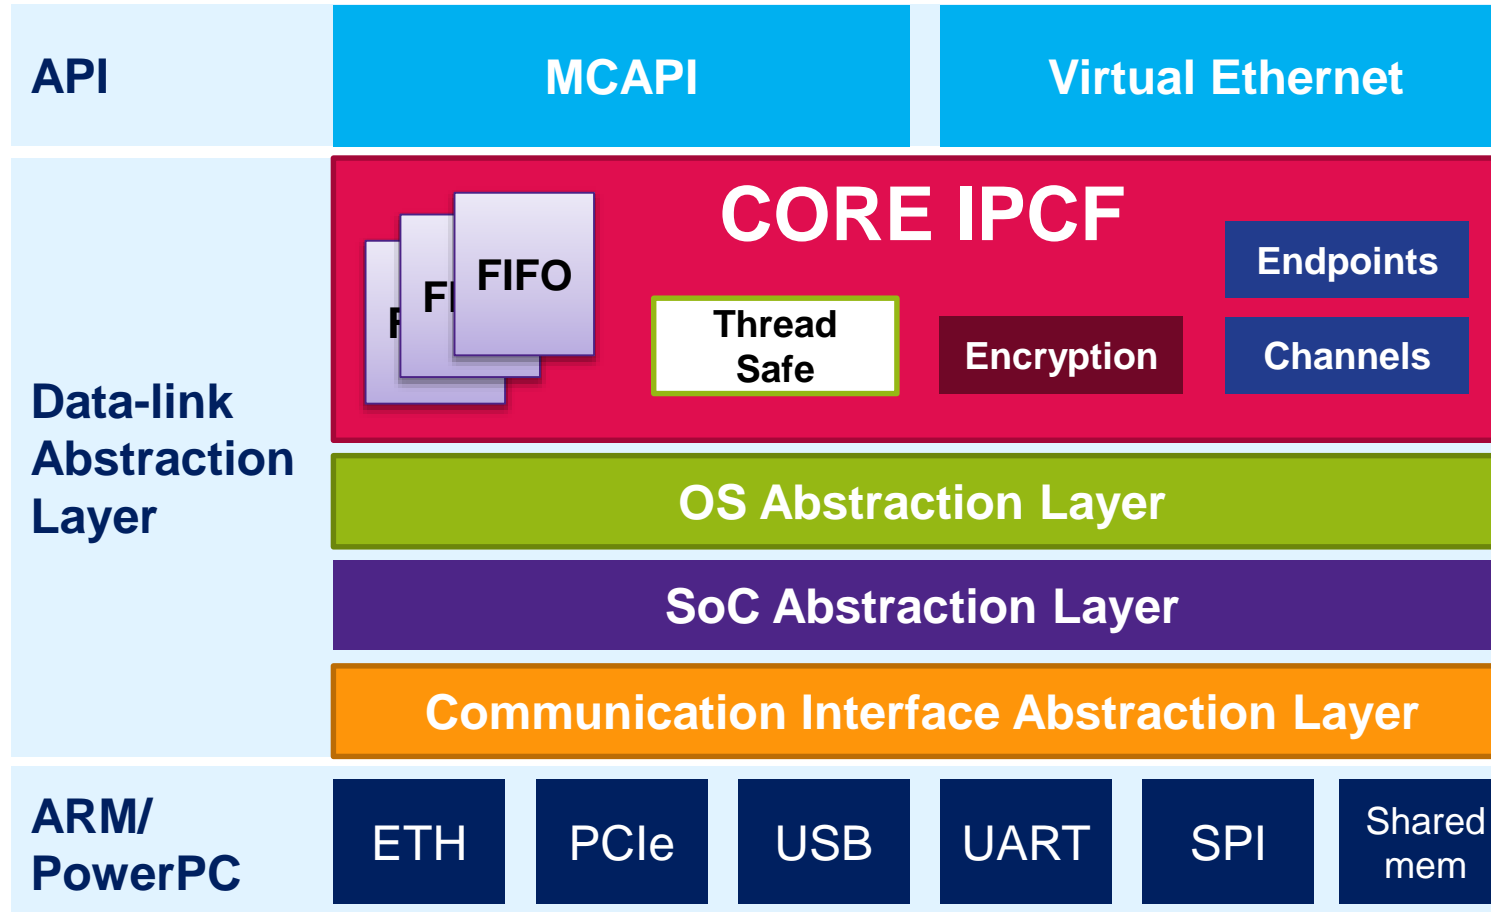 API
MCAPI
Virtual Ethernet
Data-link
Abstraction
Layer
CORE IPCF
FIFO
Thread
Safe
Encryption
Endpoints
Channels
OS Abstraction Layer
SoC Abstraction Layer
Communication Interface Abstraction Layer
ARM/
PowerPC
ETH
PCIe
USB
UART
SPI
Shared
mem